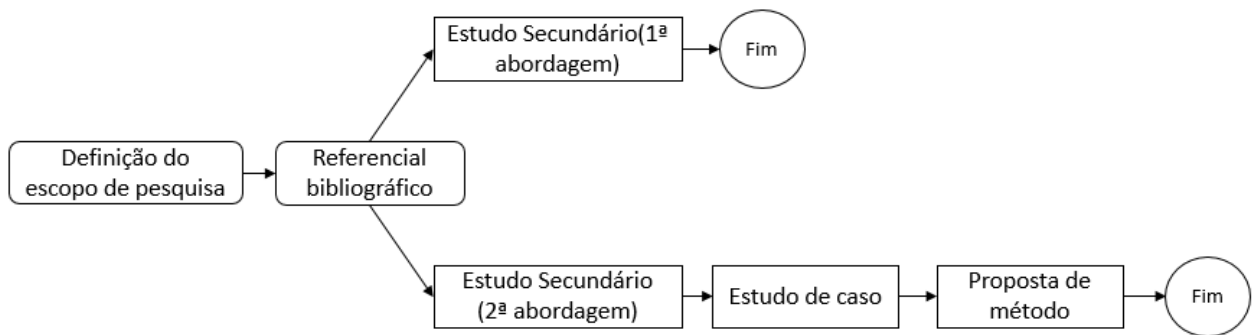 Estudo Secundário(1ª
abordagem)
Fim
Definição do
escopo de pesquisa
Referencial
bibliográfico
Estudo Secundário
(2ª abordagem)
Estudo de caso
Proposta de
método
Fim